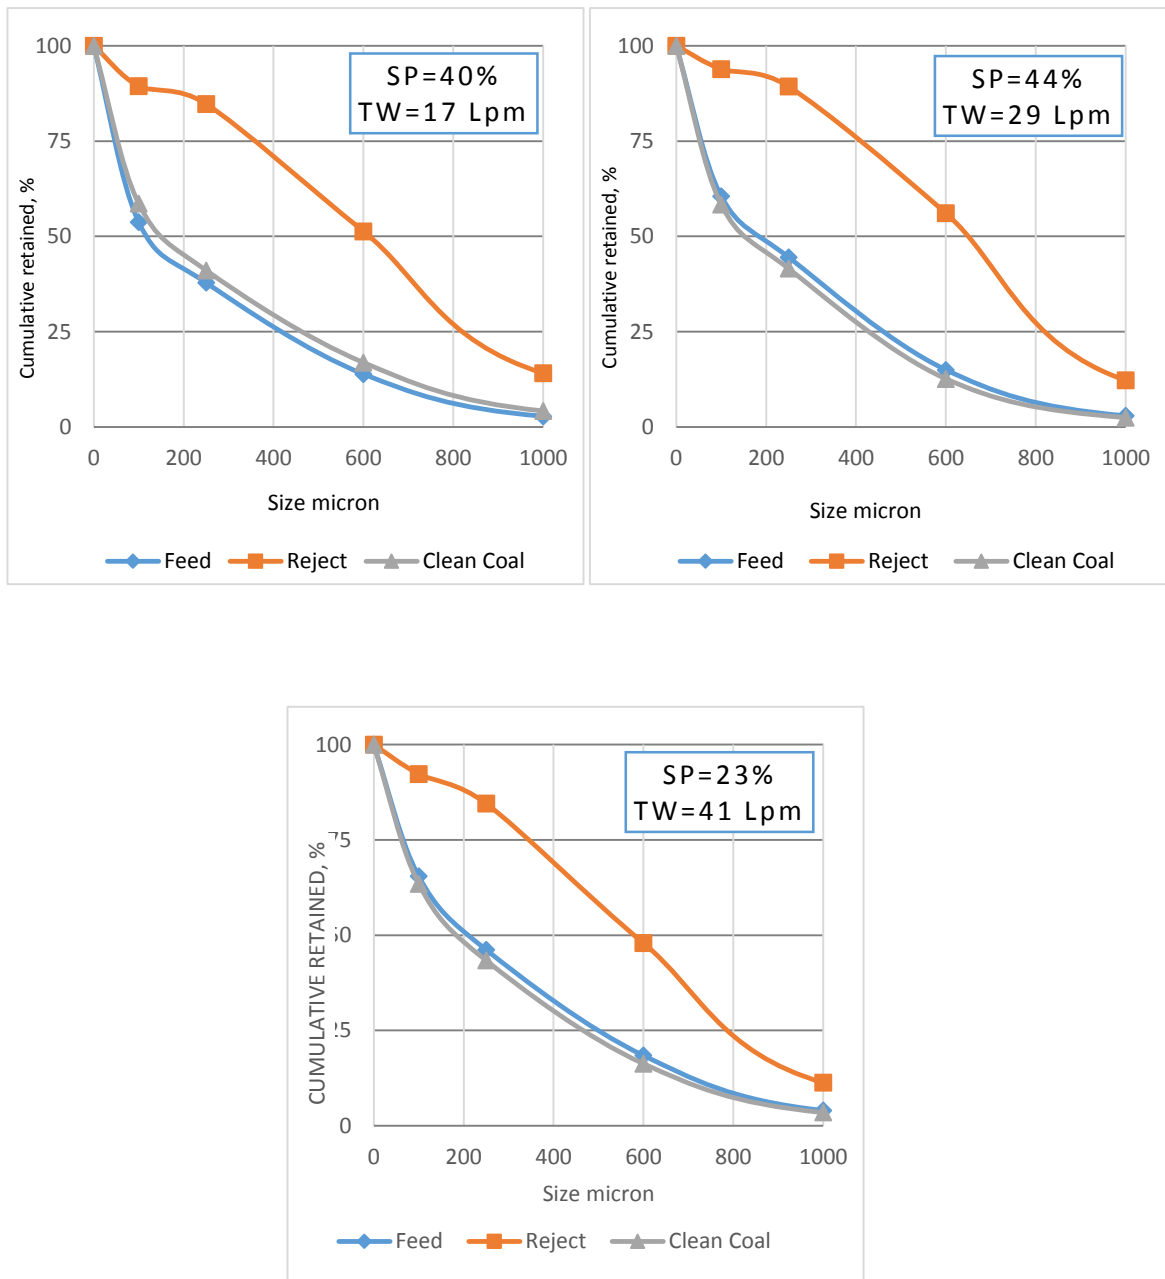 SP=40%
TW=17 Lpm
Cumulative retained, %
100
75
50
25
0
0 200 400 600 800 1000
Size micron
Feed Reject Clean Coal
SP=44%
TW=29 Lpm
Cumulative retained, %
100
75
50
25
0
0 200 400 600 800 1000
Size micron
Feed Reject Clean Coal
SP=23%
TW=41 Lpm
CUMULATIVE RETAINED, %
100
75
50
25
0
0 200 400 600 800 1000
Size micron
Feed Reject Clean Coal